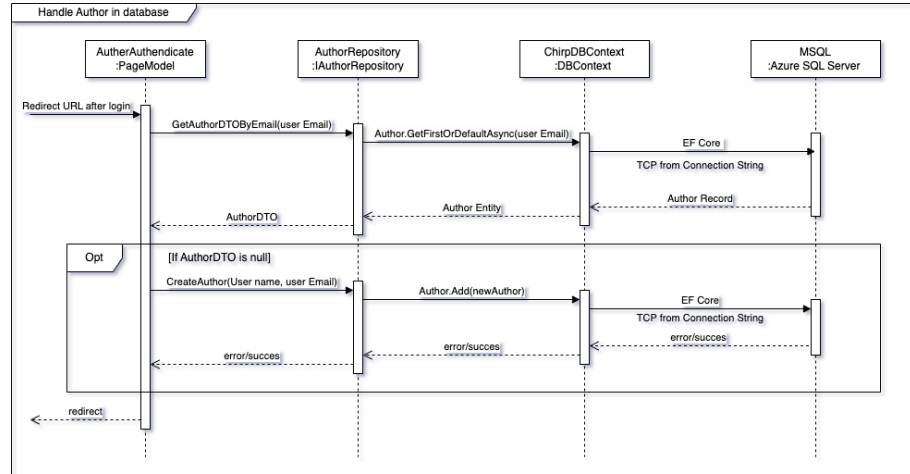 Handle Author in database
AutherAuthendicate
:PageModel
AuthorRepository
:IAuthorRepository
ChirpDBContext
:DBContext
MSQL
:Azure SQL Server
Redirect URL after login
GetAuthorDTOByEmail(user Email)
Author.GetFirstOrDefaultAsync(user Email)
EF Core
TCP from Connection String
Author Record
Author Entity
AuthorDTO
Opt
[If AuthorDTO is null]
CreateAuthor(User name, user Email)
Author.Add(newAuthor)
EF Core
TCP from Connection String
error/succes
error/succes
error/succes
redirect